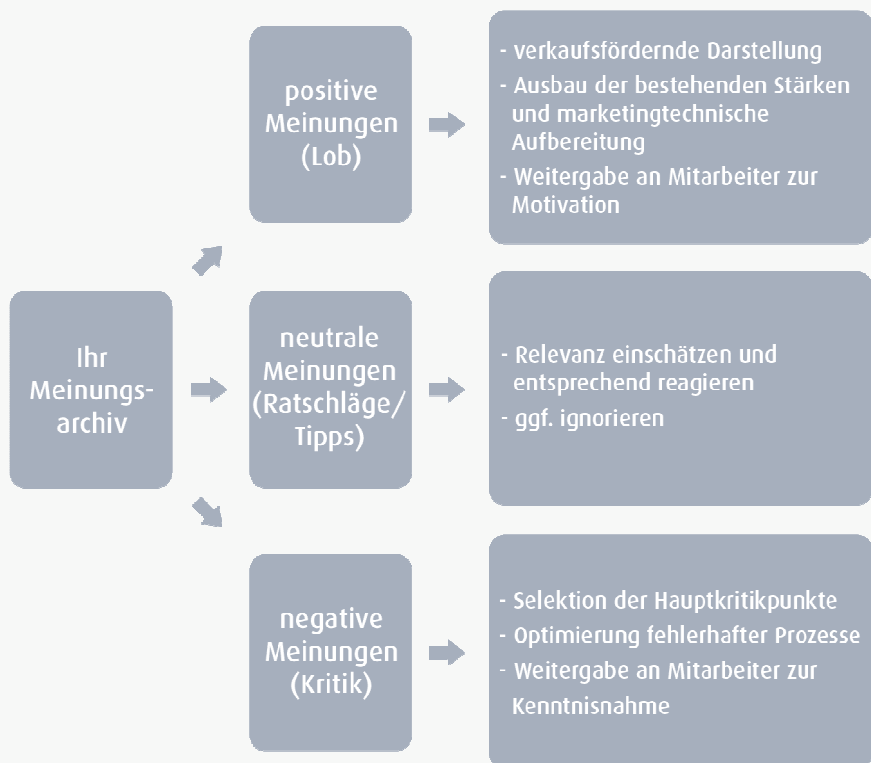 Ihr
Meinungs-
archiv
positive
Meinungen
(Lob)
- verkaufsfördernde Darstellung
- Ausbau der bestehenden Stärken
und marketingtechnische
Aufbereitung
- Weitergabe an Mitarbeiter zur
Motivation
neutrale
Meinungen
(Ratschläge/
Tipps)
- Relevanz einschätzen und
entsprechend reagieren
- ggf. ignorieren
negative
Meinungen
(Kritik)
- Selektion der Hauptkritikpunkte
- Optimierung fehlerhafter Prozesse
- Weitergabe an Mitarbeiter zur
Kenntnisnahme